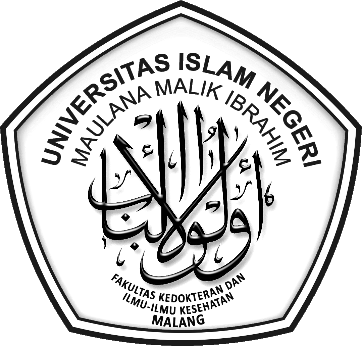 UNIVERSITAS ISLAM NEGERI
MAULANA MALIK IBRAHIM
أولوا الألباب
FAKULTAS KEDOKTERAN DAN
ILMU-ILMU KESEHATAN
MALANG